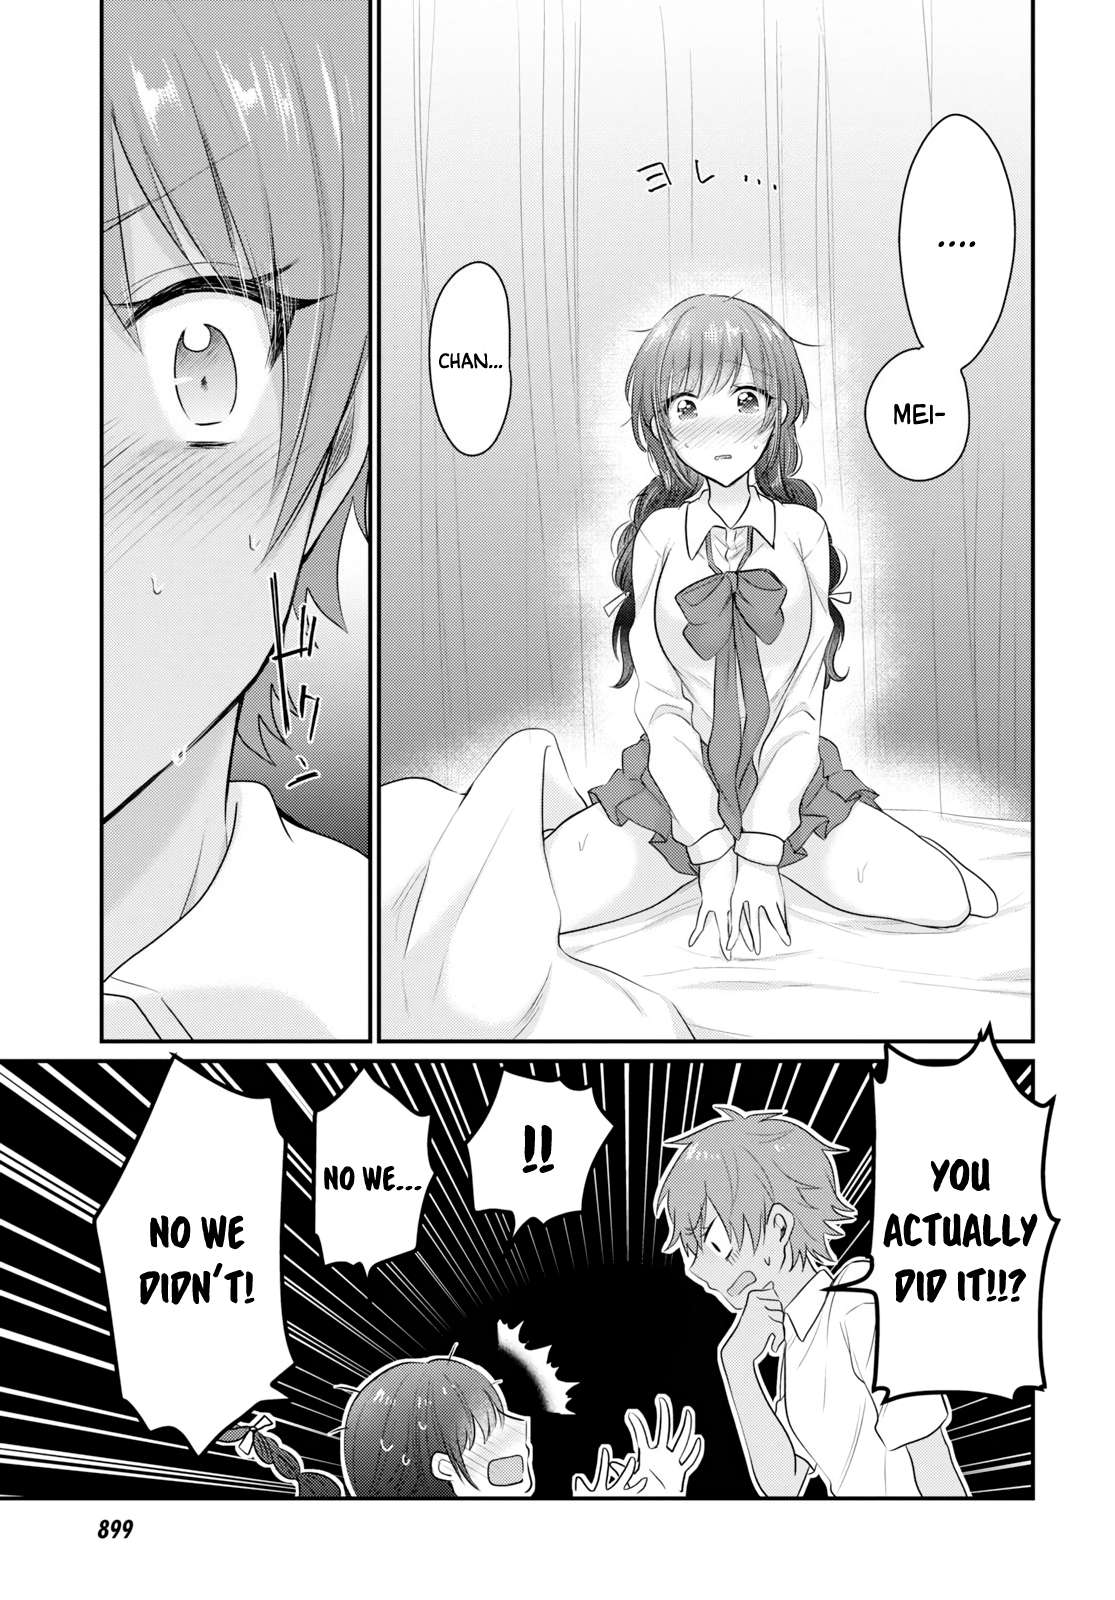 ....
MEI-
ヨレ...
CHAN...
ドクン
YOU
ACTUALLY
DID IT!!!?
!!
NO WE...
NO WE
DIDN'T!
899